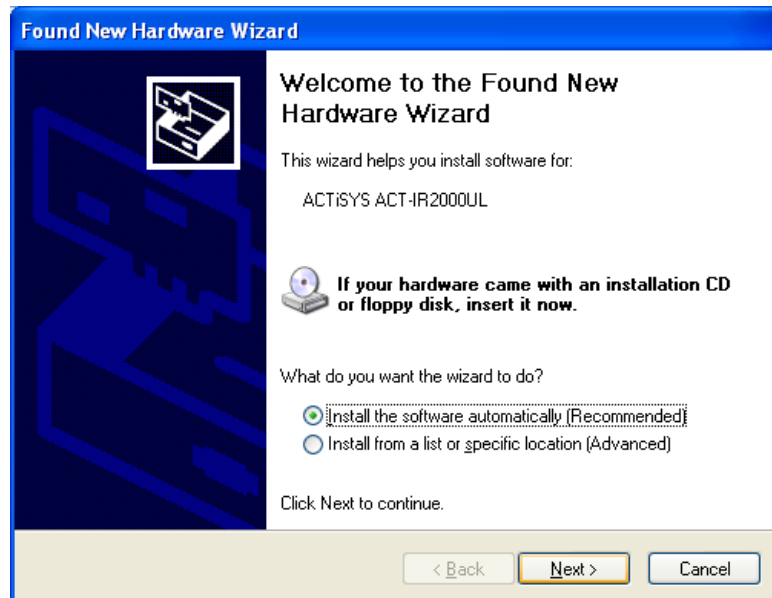 Found New Hardware Wizard
Welcome to the Found New
Hardware Wizard
This wizard helps you install software for:
ACTiSYS ACT-IR2000UL
If your hardware came with an installation CD
or floppy disk, insert it now.
What do you want the wizard to do?
Install the software automatically (Recommended)
Install from a list or specific location (Advanced)
Click Next to continue.
< Back Next > Cancel